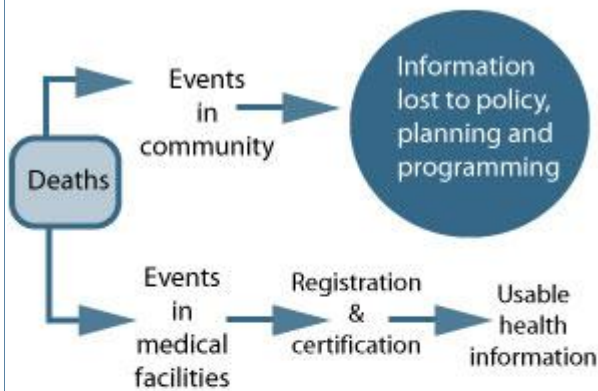 Deaths
Events
in
community
Information
lost to policy,
planning and
programming
Events
in
medical
facilities
Registration
&
certification
Usable
health
information